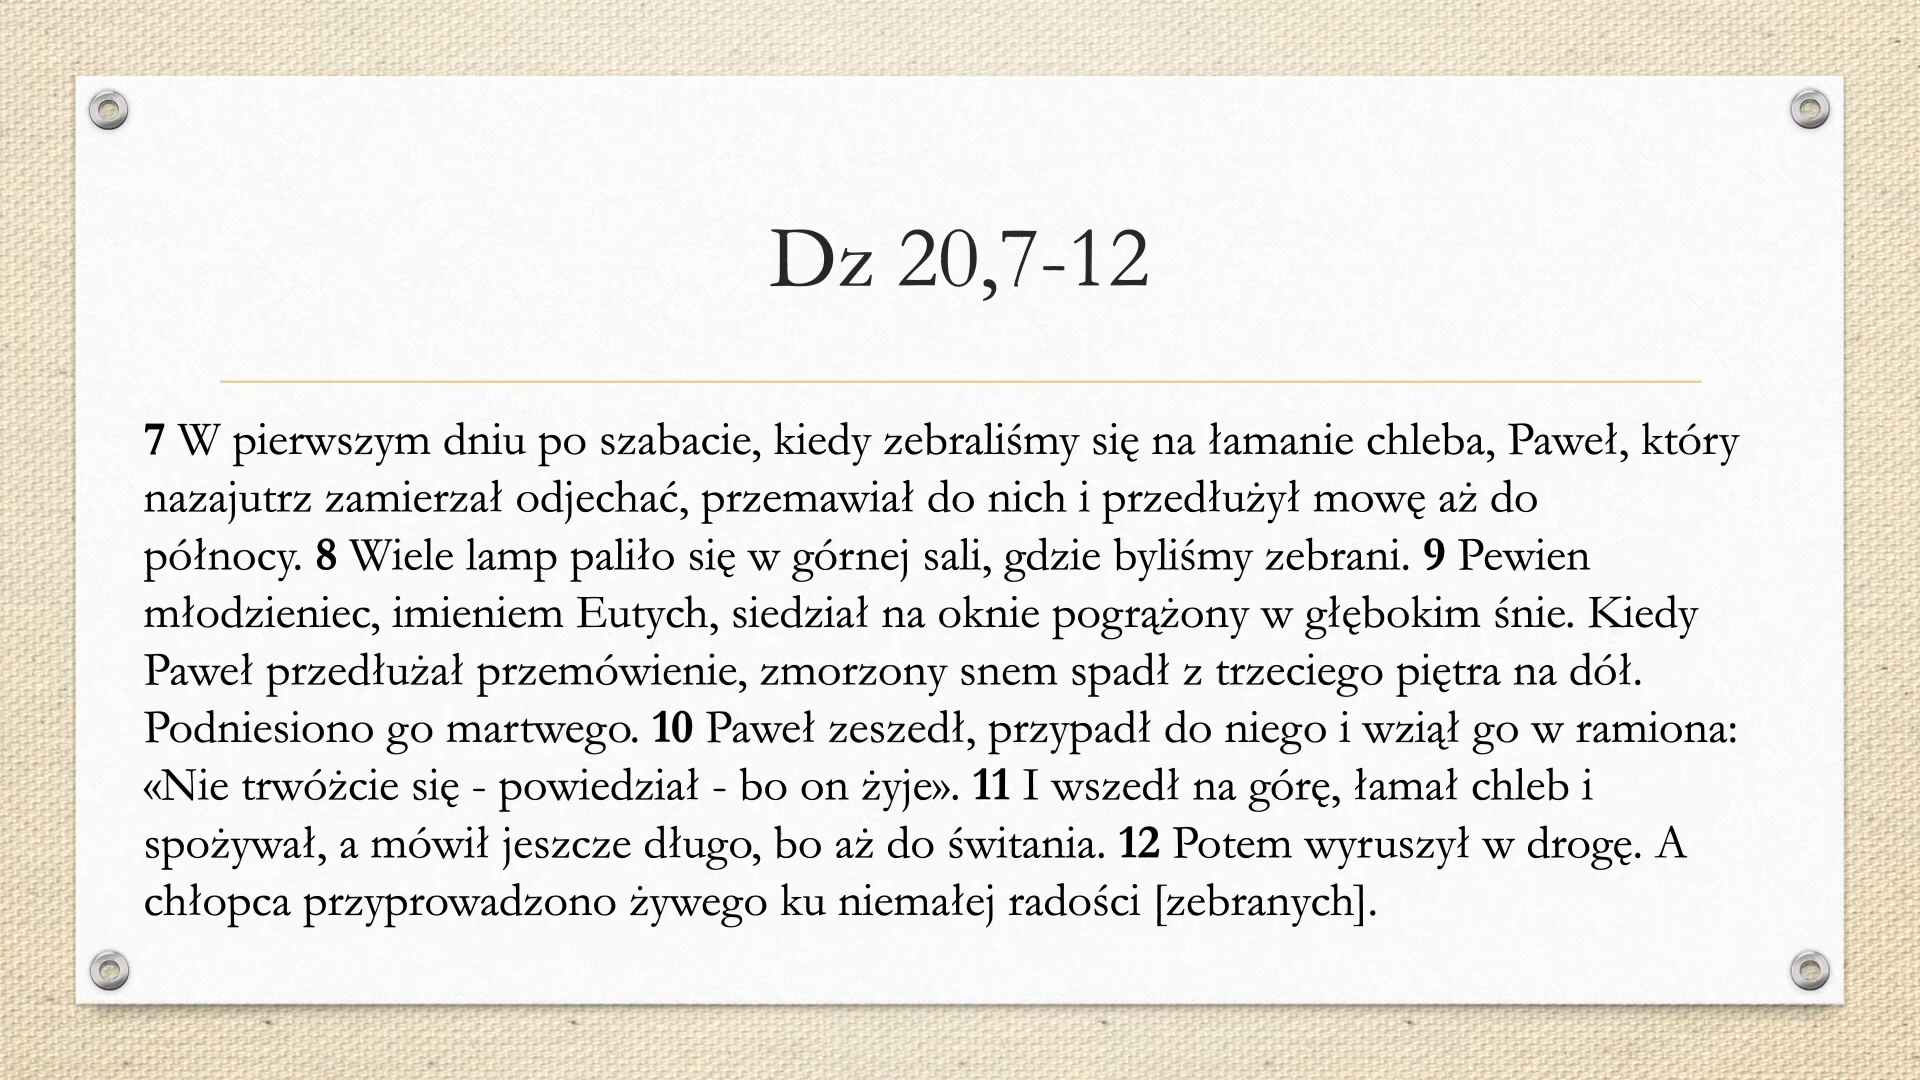 Dz 20,7-12
7 W pierwszym dniu po szabacie, kiedy zebraliśmy się na łamanie chleba, Paweł, który
nazajutrz zamierzał odjechać, przemawiał do nich i przedłużył mowę aż do
północy. 8 Wiele lamp paliło się w górnej sali, gdzie byliśmy zebrani. 9 Pewien
młodzieniec, imieniem Eutych, siedział na oknie pogrążony w głębokim śnie. Kiedy
Paweł przedłużał przemówienie, zmorzony snem spadł z trzeciego piętra na dół.
Podniesiono go martwego. 10 Paweł zeszedł, przypadł do niego i wziął go w ramiona:
«Nie trwóżcie się - powiedział - bo on żyje». 11 I wszedł na górę, łamał chleb i
spożywał, a mówił jeszcze długo, bo aż do świtania. 12 Potem wyruszył w drogę. A
chłopca przyprowadzono żywego ku niemałej radości [zebranych].